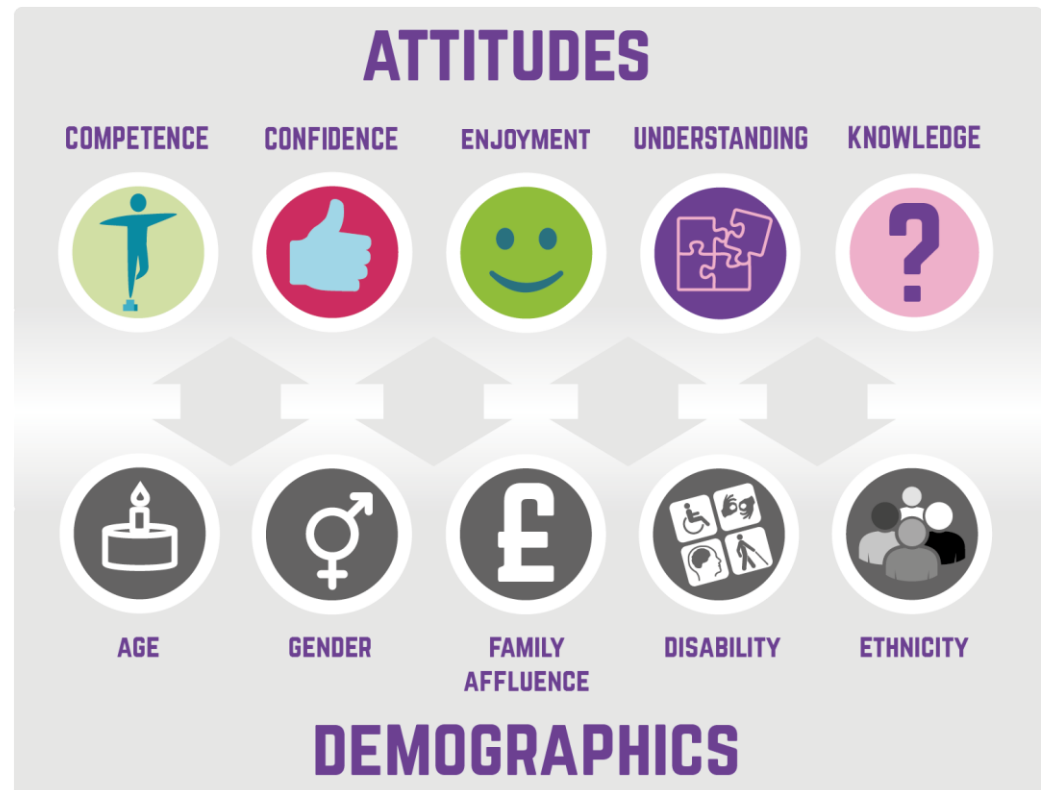 ATTITUDES
COMPETENCE
CONFIDENCE
ENJOYMENT
UNDERSTANDING
KNOWLEDGE
?
£
AGE
GENDER
FAMILY
AFFLUENCE
DISABILITY
ETHNICITY
DEMOGRAPHICS